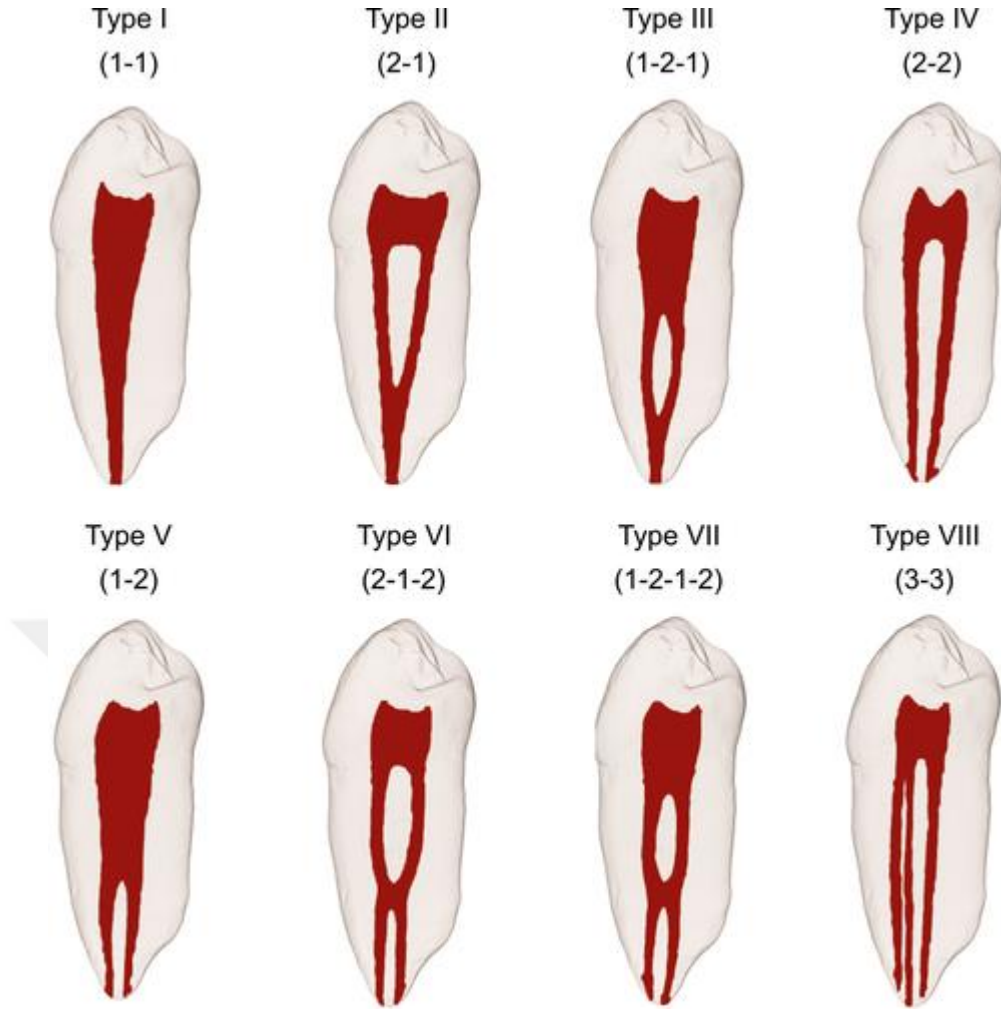 Type I
(1-1)
Type II
(2-1)
Type III
(1-2-1)
Type IV
(2-2)
Type V
(1-2)
Type VI
(2-1-2)
Type VII
(1-2-1-2)
Type VIII
(3-3)